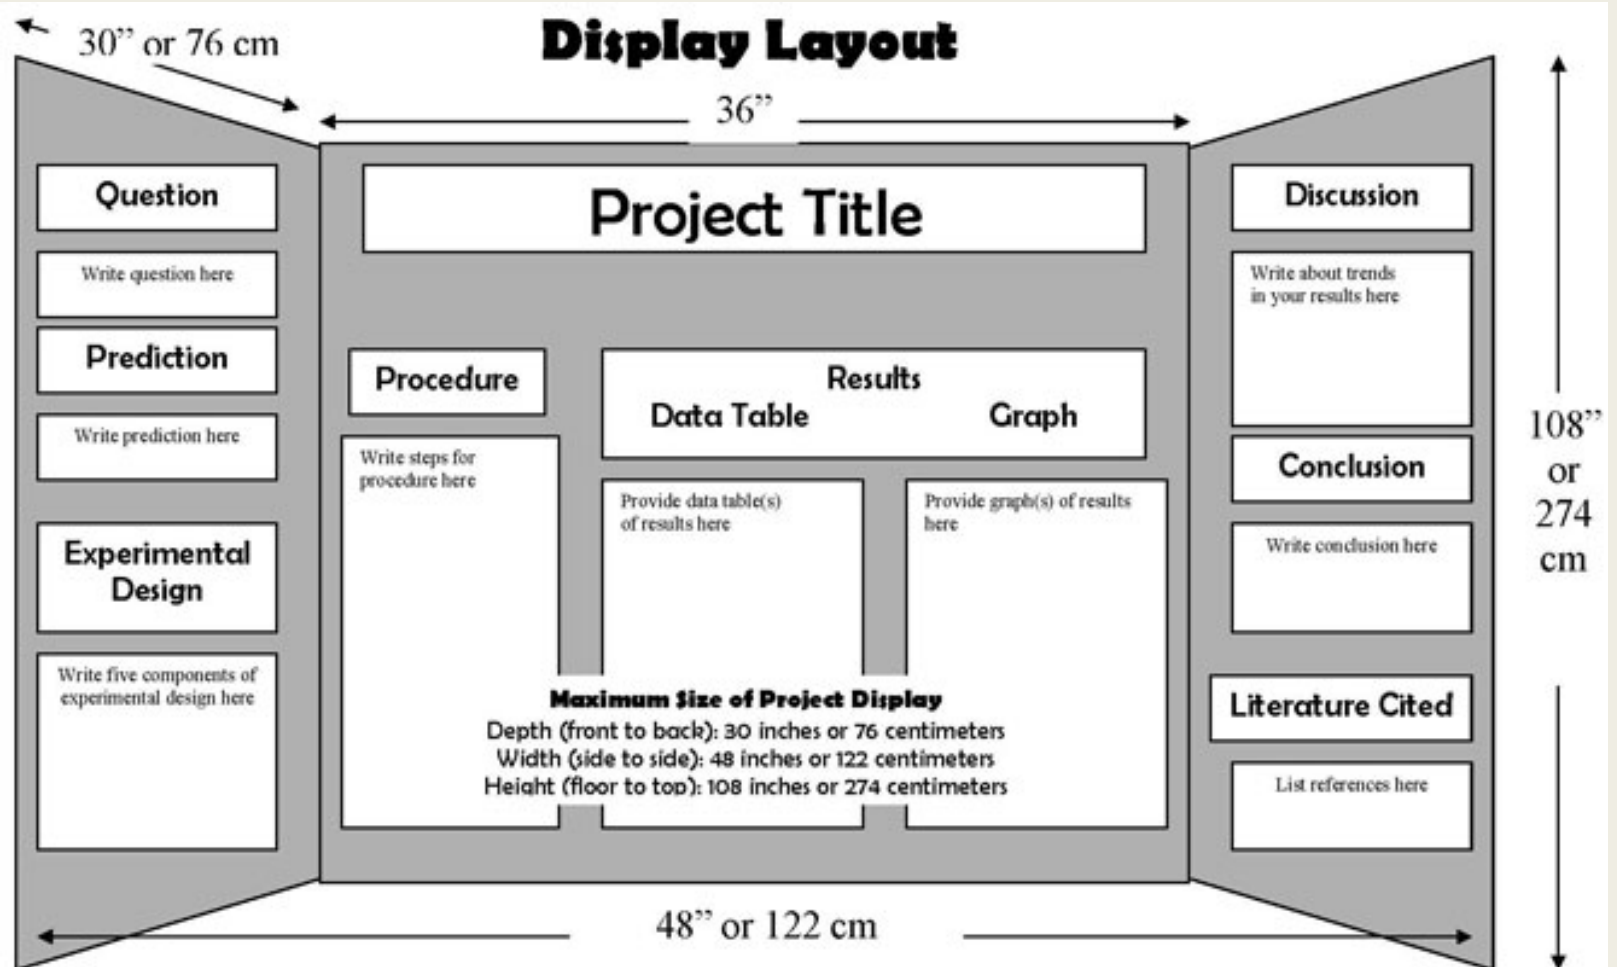 Display Layout
30” or 76 cm
36”
Project Title
Question
Write question here
Prediction
Write prediction here
Experimental
Design
Write five components of
experimental design here
Procedure
Write steps for
procedure here
Results
Data Table Graph
Provide data table(s)
of results here
Provide graph(s) of results
here
Maximum Size of Project Display
Depth (front to back): 30 inches or 76 centimeters
Width (side to side): 48 inches or 122 centimeters
Height (floor to top): 108 inches or 274 centimeters
Discussion
Write about trends
in your results here
Conclusion
Write conclusion here
Literature Cited
List references here
108”
or
274
cm
48” or 122 cm